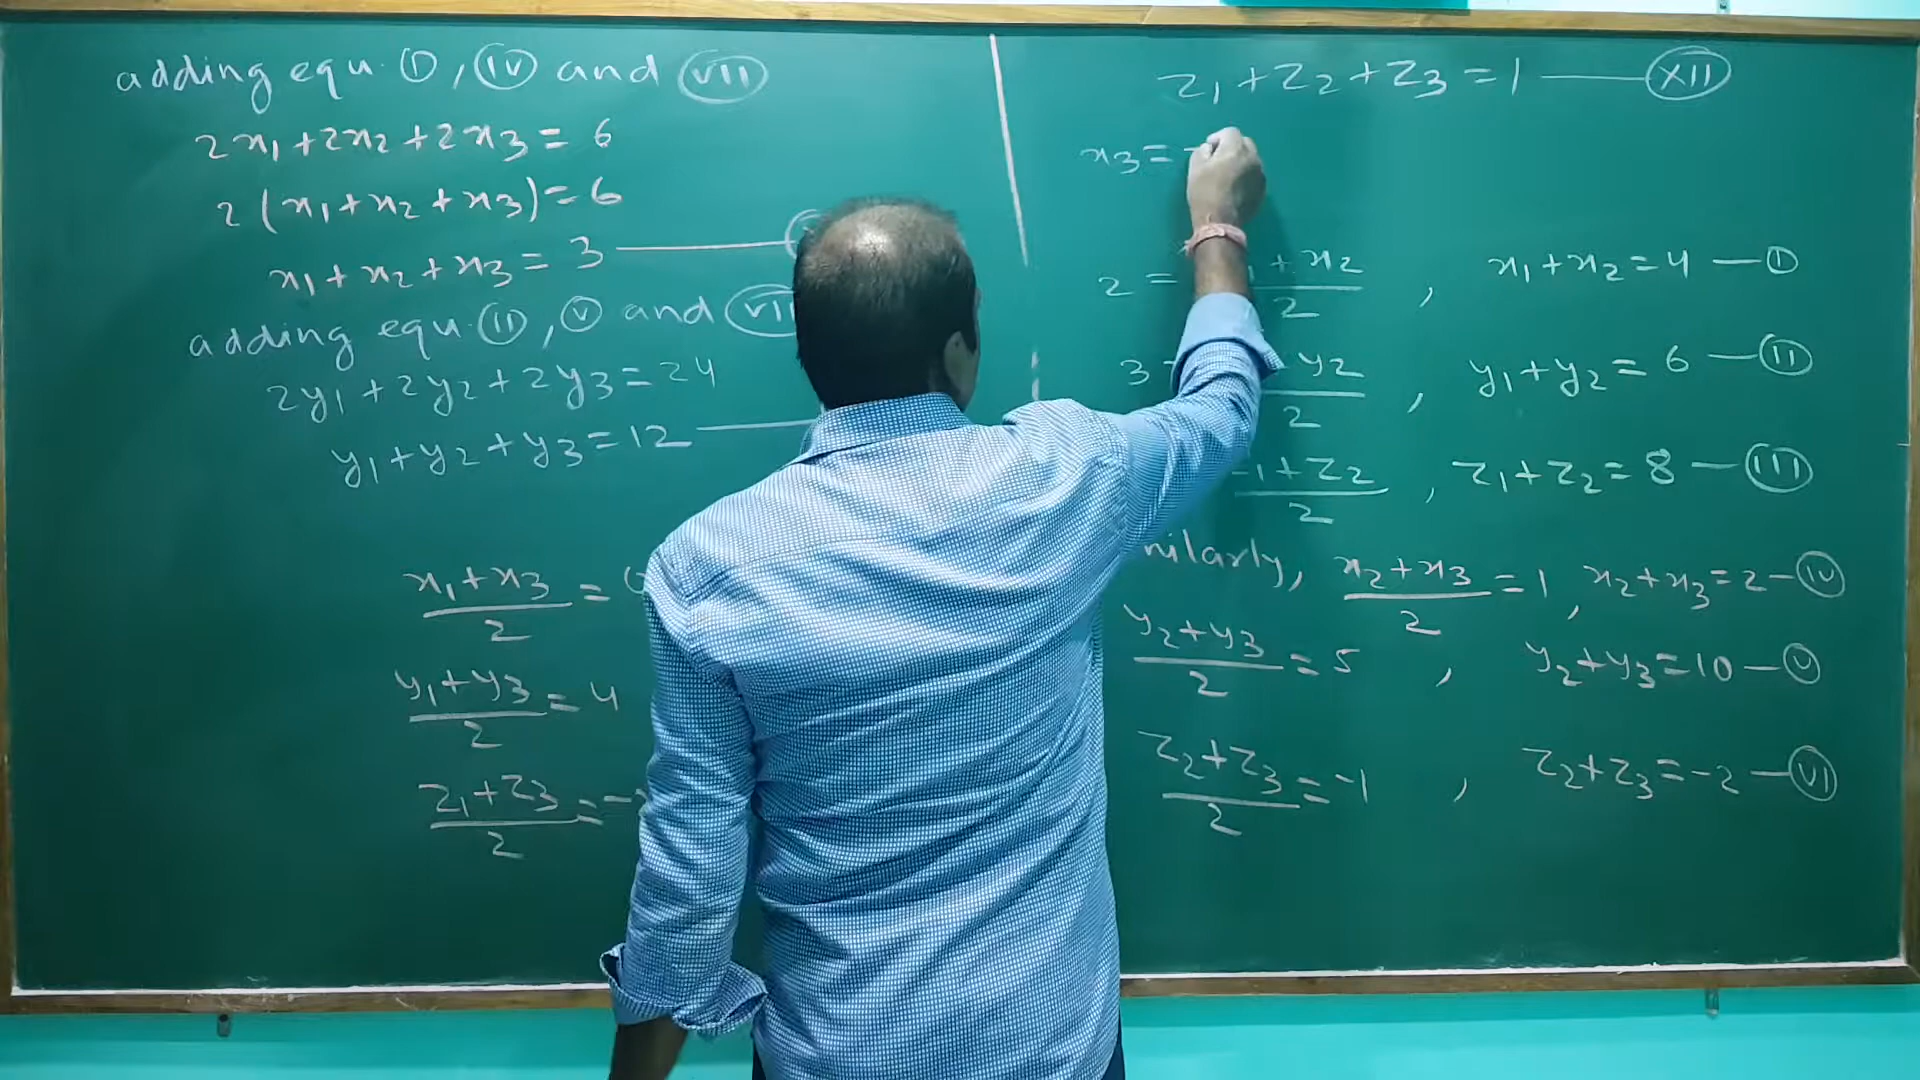 adding equ. (I), (IV) and (VII)
2x₁+2x₂+2x₃ = 6
2(x₁+x₂+x₃)=6
x₁+x₂+x₃ = 3 —
adding equ. (II), (V) and
2y₁+2y₂+2y₃=24
y₁+y₂+y₃=12 —
(x₁+x₃)/2 =
(y₁+y₃)/2 = 4
(z₁+z₃)/2 = -
z₁+z₂+z₃ = 1 — (XII)
x₃ = -
2 = + x₂ / 2 , x₁+x₂=4 — (I)
3 y₂ / 2 , y₁+y₂ = 6 — (II)
+z₂ / 2 , z₁+z₂ = 8 — (III)
milarly, (x₂+x₃)/2 = 1, x₂+x₃=2 — (IV)
(y₂+y₃)/2 = 5 , y₂+y₃=10 — (V)
(z₂+z₃)/2 = -1 , z₂+z₃=-2 — (VI)